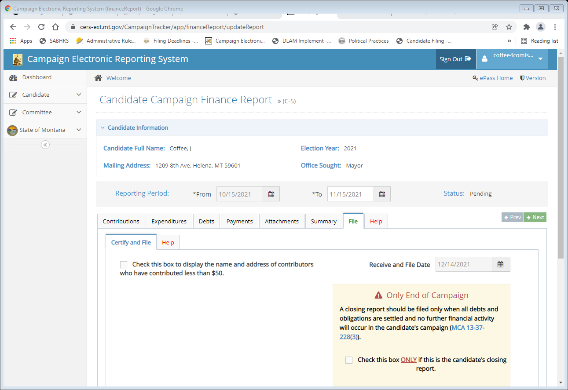 Campaign Electronic Reporting System (financeReport) - Google Chrome
cers-ext.mt.gov/CampaignTracker/app/financeReport/updateReport
Apps SABHRS Administrative Rule... Filing Deadlines -... Campaign Electroni... DLAM Implement -... Political Practices Candidate Filing... » Reading list
Campaign Electronic Reporting System Sign Out
Dashboard Welcome ePass Home Version
Candidate
Committee
State of Montana
Candidate Campaign Finance Report » (C-5)
Candidate Information
Candidate Full Name: Coffee, J Election Year: 2021
Mailing Address: 1209 8th Ave, Helena, MT 59601 Office Sought: Mayor
Reporting Period: *From 10/15/2021 *To 11/15/2021 Status: Pending
Contributions Expenditures Debts Payments Attachments Summary File Help Prev Next
Certify and File Help
Check this box to display the name and address of contributors
who have contributed less than $50.
Receive and File Date 12/14/2021
Only End of Campaign
A closing report should be filed only when all debts and
obligations are settled and no further financial activity
will occur in the candidate's campaign (MCA 13-37-
228(3)).
Check this box ONLY if this is the candidate's closing
report.